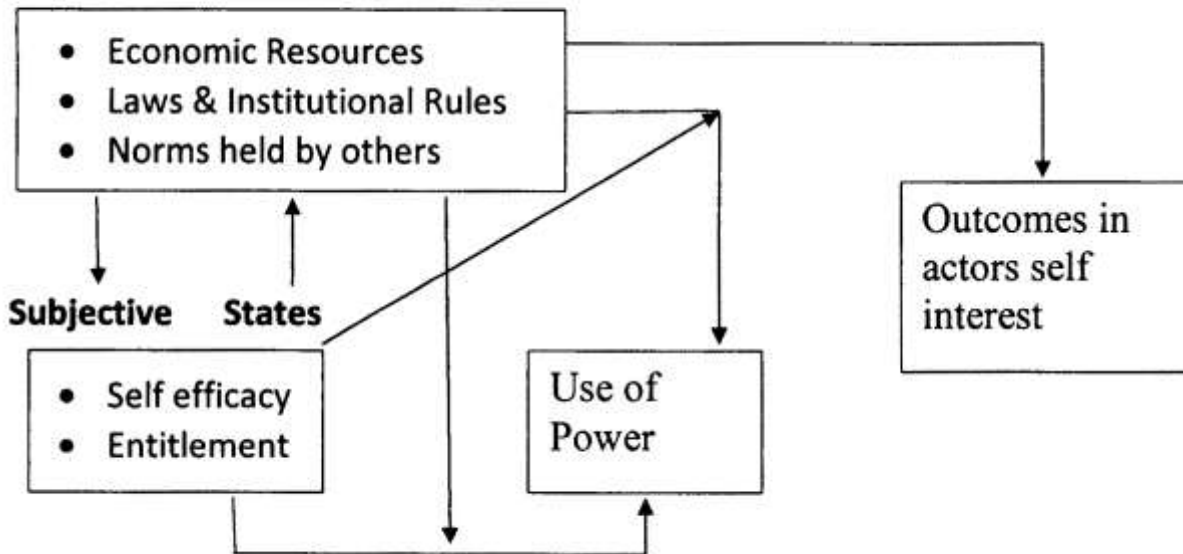 • Economic Resources
• Laws & Institutional Rules
• Norms held by others
Subjective States
• Self efficacy
• Entitlement
Use of
Power
Outcomes in
actors self
interest